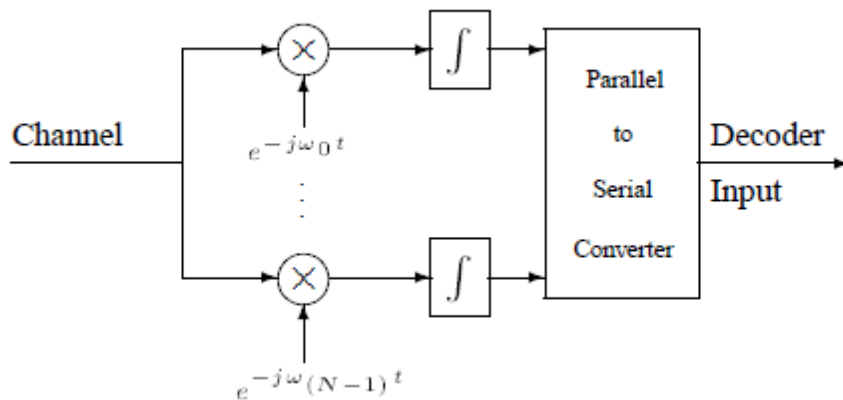 Channel
e^{-jω_0 t}
e^{-jω_{(N-1)} t}
∫
∫
Parallel
to
Serial
Converter
Decoder
Input